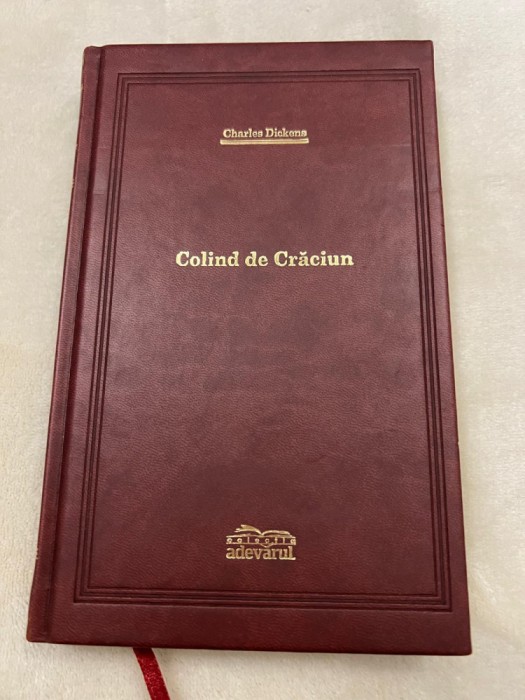 Charles Dickens
Colind de Crăciun
colecția
adevărul